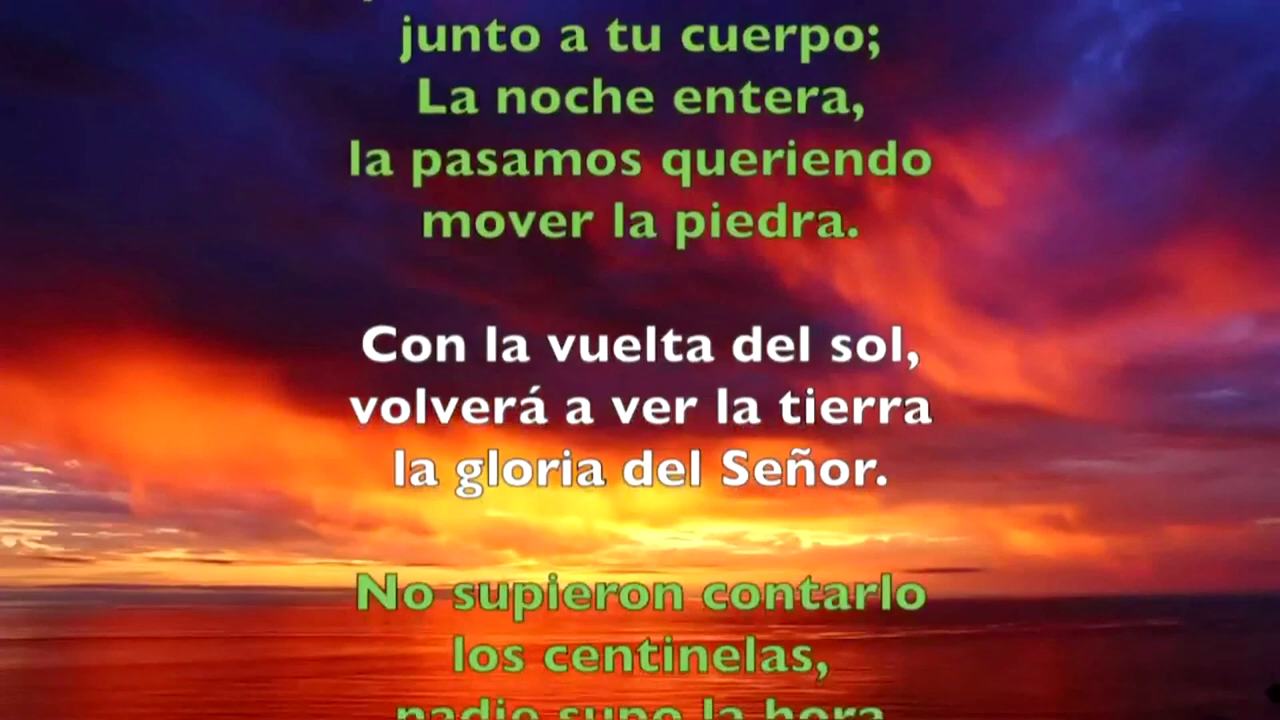 junto a tu cuerpo;
La noche entera,
la pasamos queriendo
mover la piedra.
Con la vuelta del sol,
volverá a ver la tierra
la gloria del Señor.
No supieron contarlo
los centinelas,
nadie supo la hora